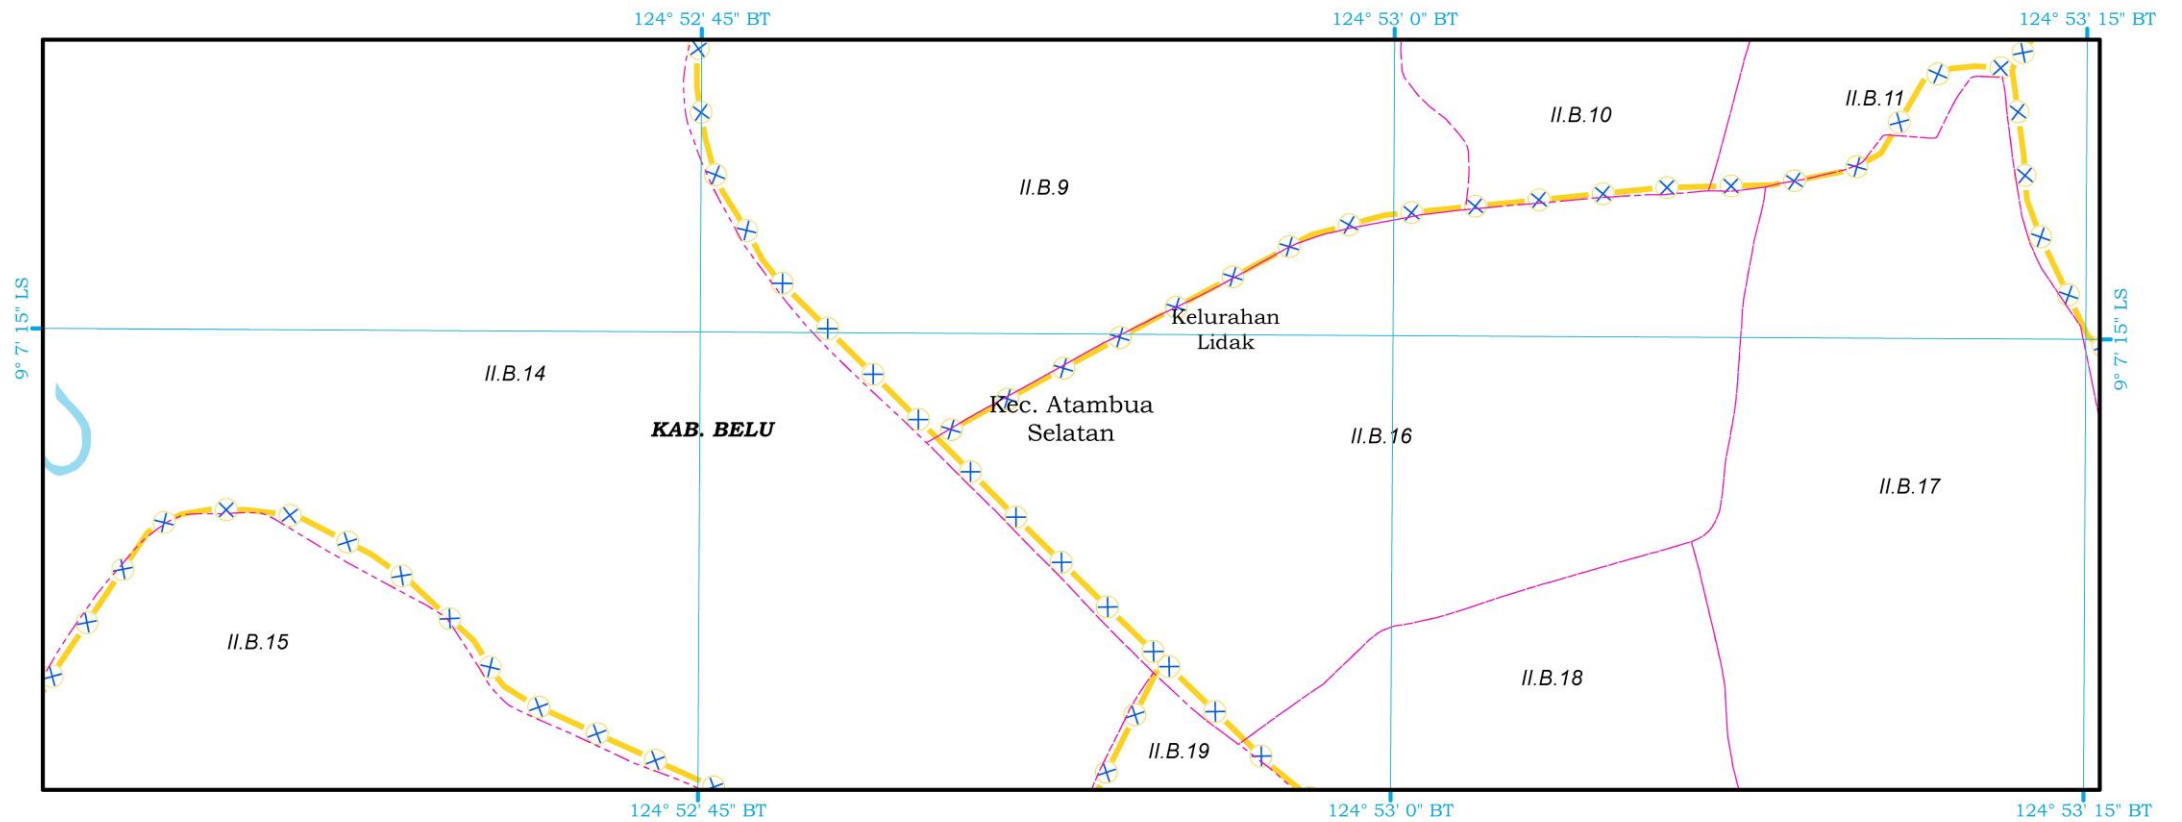 124° 52' 45" BT
124° 53' 0" BT
124° 53' 15" BT
II.B.11
II.B.10
II.B.9
9° 7' 15" LS
Kelurahan
Lidak
9° 7' 15" LS
II.B.14
Kec. Atambua
Selatan
KAB. BELU
II.B.16
II.B.17
II.B.15
II.B.18
II.B.19
124° 52' 45" BT
124° 53' 0" BT
124° 53' 15" BT